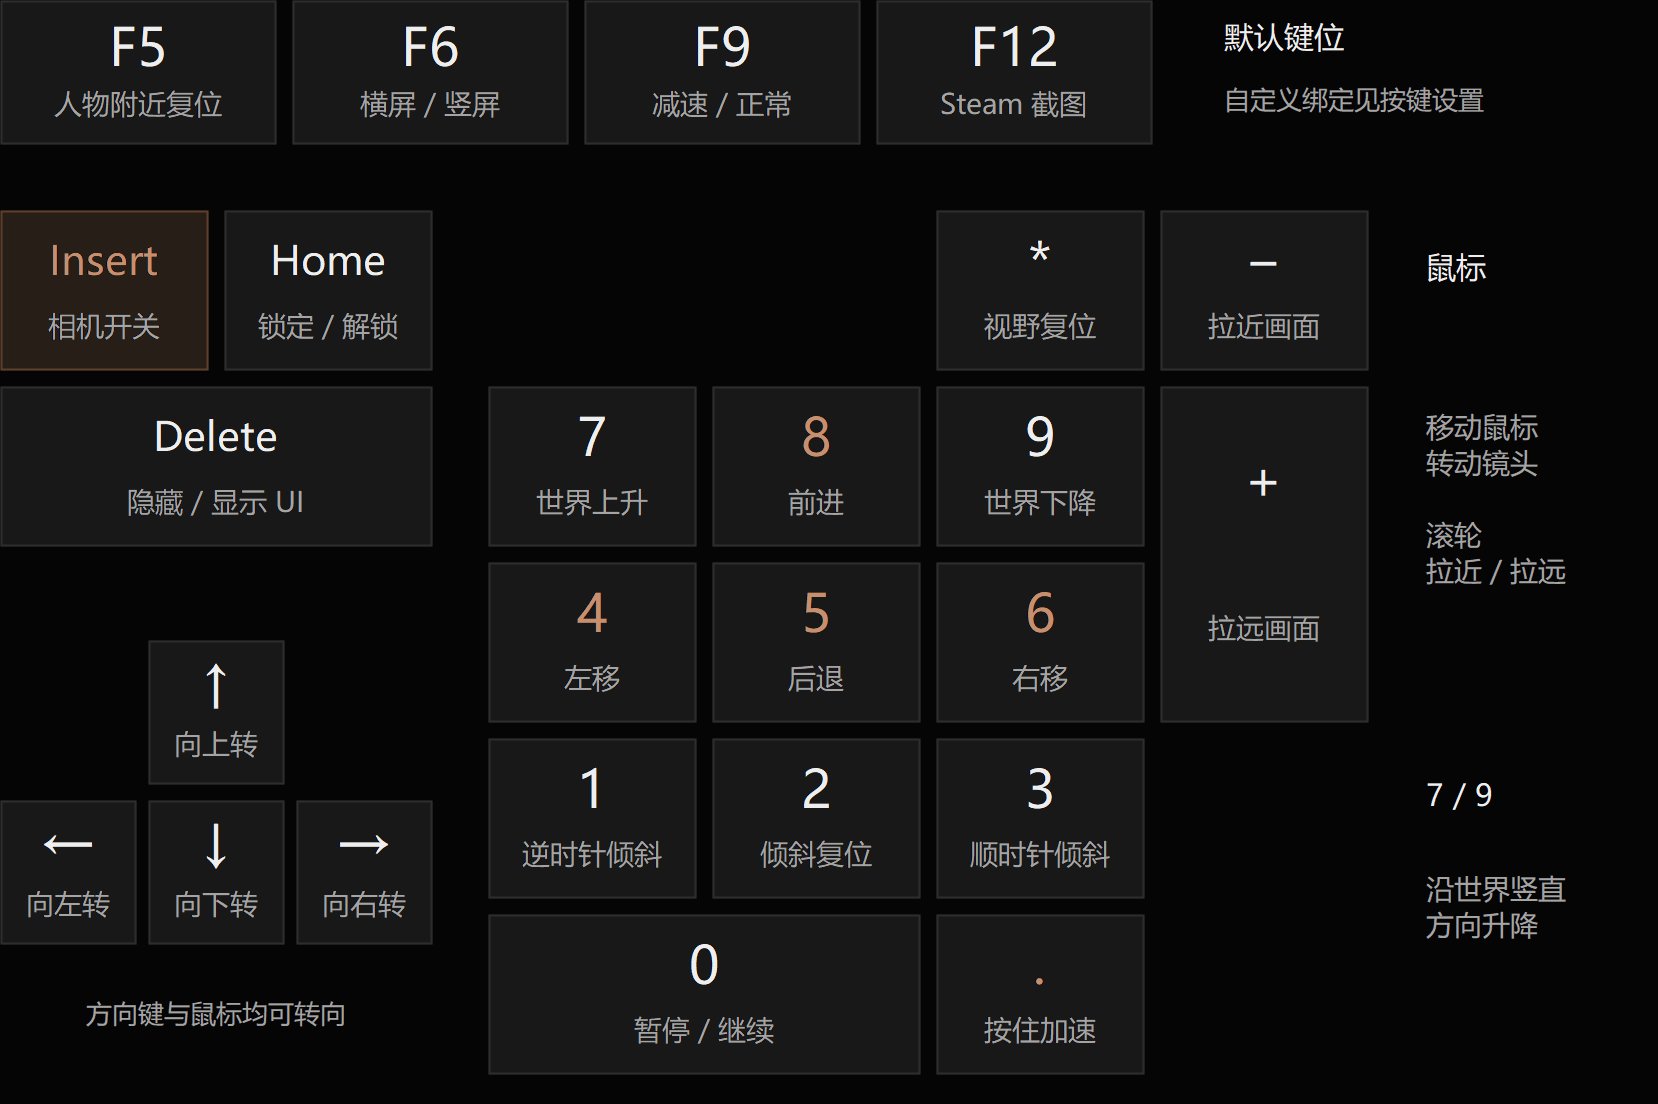 F5
人物附近复位
F6
横屏 / 竖屏
F9
减速 / 正常
F12
Steam 截图
默认键位
自定义绑定见按键设置
Insert
相机开关
Home
锁定 / 解锁
*
视野复位
−
拉近画面
鼠标
Delete
隐藏 / 显示 UI
7
世界上升
8
前进
9
世界下降
+
拉远画面
移动鼠标
转动镜头
滚轮
拉近 / 拉远
4
左移
5
后退
6
右移
↑
向上转
←
向左转
↓
向下转
→
向右转
1
逆时针倾斜
2
倾斜复位
3
顺时针倾斜
7 / 9
沿世界竖直
方向升降
0
暂停 / 继续
.
按住加速
方向键与鼠标均可转向